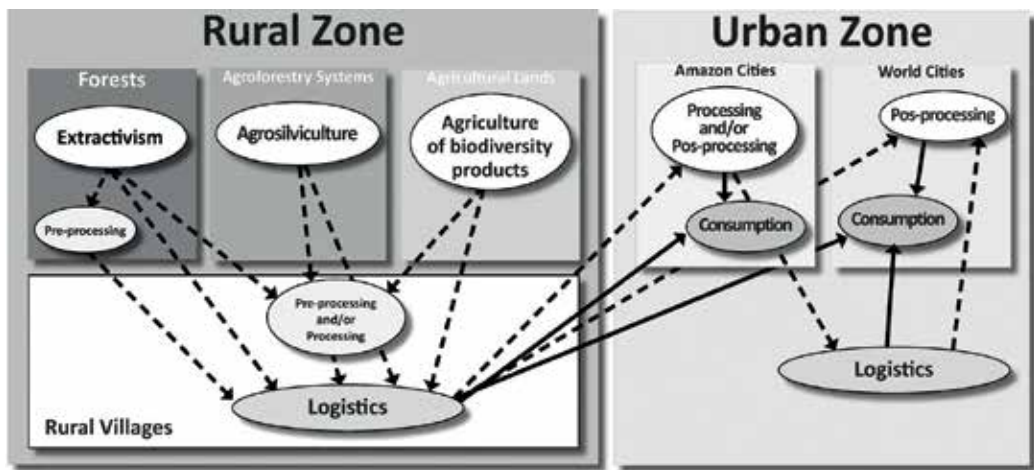 Rural Zone
Forests
Agroforestry Systems
Agricultural Lands
Extractivism
Agrosilviculture
Agriculture
of biodiversity
products
Pre-processing
Pre-processing
and/or
Processing
Logistics
Rural Villages
Urban Zone
Amazon Cities
World Cities
Processing
and/or
Pos-processing
Pos-processing
Consumption
Consumption
Logistics